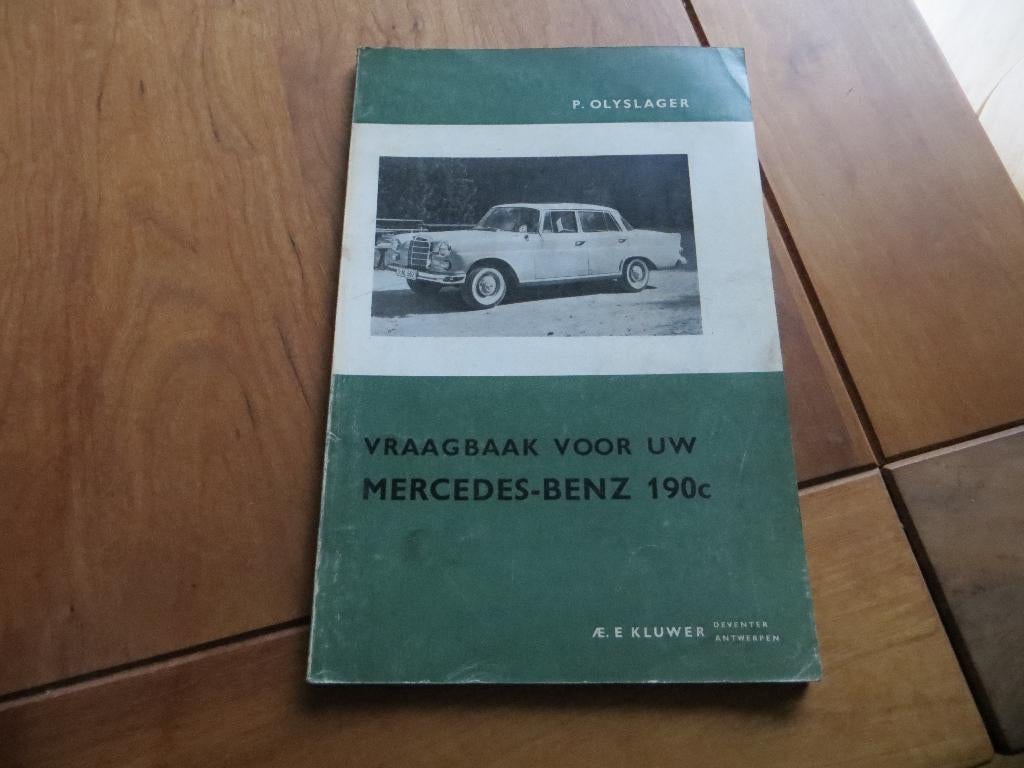 P. OLYSLAGER
VRAAGBAAK VOOR UW
MERCEDES-BENZ 190c
Æ. E KLUWER DEVENTER
ANTWERPEN